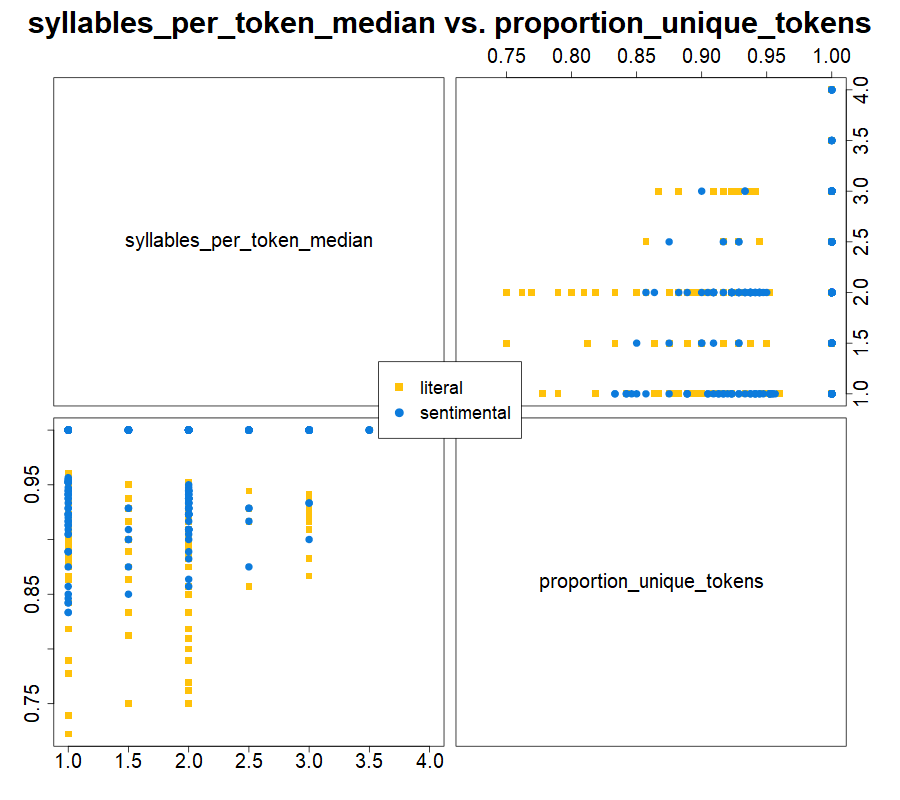 syllables_per_token_median vs. proportion_unique_tokens
0.75 0.80 0.85 0.90 0.95 1.00
syllables_per_token_median
1.0 1.5 2.0 2.5 3.0 3.5 4.0
literal
sentimental
0.75 0.85 0.95
proportion_unique_tokens
1.0 1.5 2.0 2.5 3.0 3.5 4.0